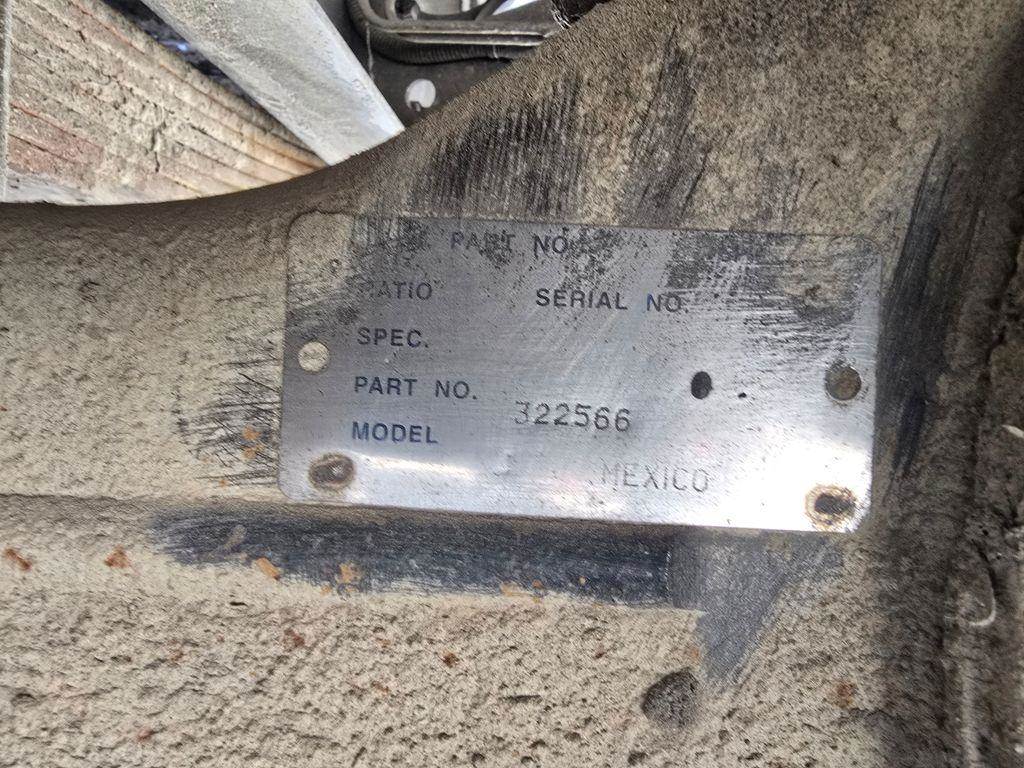 PART NO.
RATIO SERIAL NO.
SPEC.
PART NO. 322566
MODEL
MEXICO